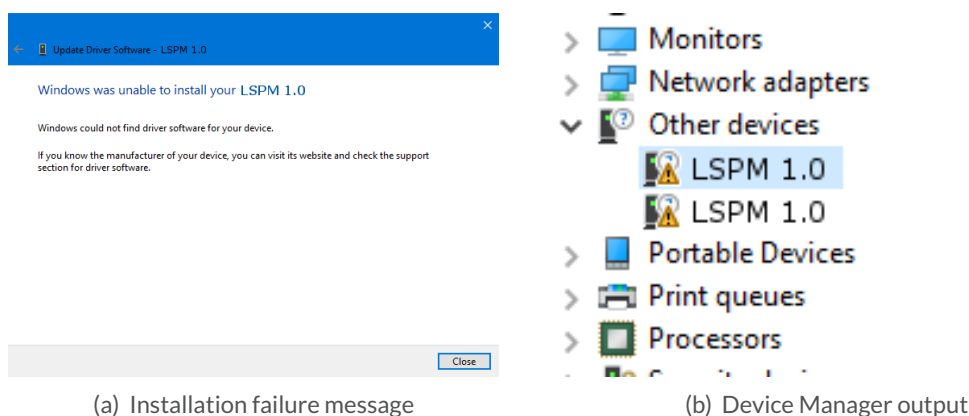 Update Driver Software - LSPM 1.0
Windows was unable to install your LSPM 1.0
Windows could not find driver software for your device.
If you know the manufacturer of your device, you can visit its website and check the support
section for driver software.
Close
(a) Installation failure message
Monitors
Network adapters
Other devices
LSPM 1.0
LSPM 1.0
Portable Devices
Print queues
Processors
(b) Device Manager output